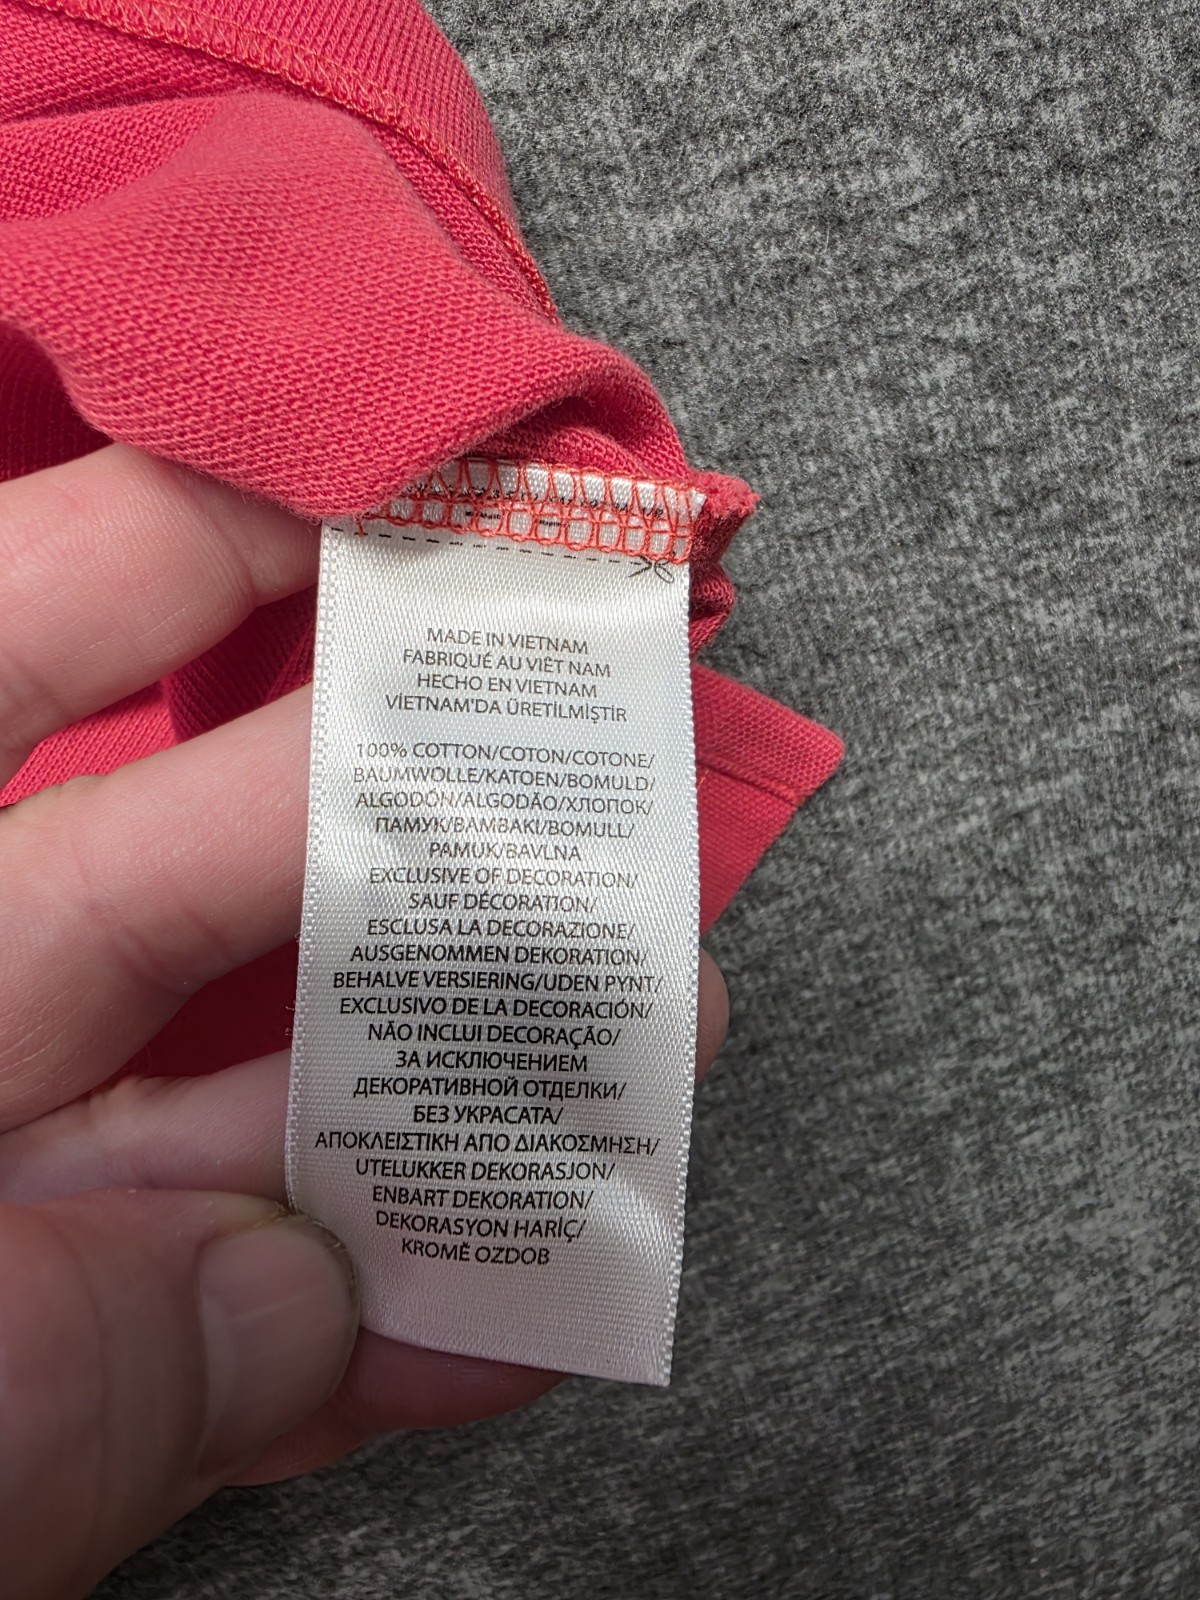 MADE IN VIETNAM
FABRIQUÉ AU VIÊT NAM
HECHO EN VIETNAM
VİETNAM'DA ÜRETİLMİŞTİR
100% COTTON/COTON/COTONE/
BAUMWOLLE/KATOEN/BOMULD/
ALGODÓN/ALGODÃO/ХЛОПОК/
ПАМУК/ΒΑΜΒΑΚΙ/BOMULL/
PAMUK/BAVLNA
EXCLUSIVE OF DECORATION/
SAUF DÉCORATION/
ESCLUSA LA DECORAZIONE/
AUSGENOMMEN DEKORATION/
BEHALVE VERSIERING/UDEN PYNT/
EXCLUSIVO DE LA DECORACIÓN/
NÃO INCLUI DECORAÇÃO/
ЗА ИСКЛЮЧЕНИЕМ
ДЕКОРАТИВНОЙ ОТДЕЛКИ/
БЕЗ УКРАСАТА/
ΑΠΟΚΛΕΙΣΤΙΚΗ ΑΠΟ ΔΙΑΚΟΣΜΗΣΗ/
UTELUKKER DEKORASJON/
ENBART DEKORATION/
DEKORASYON HARİÇ/
KROMĚ OZDOB